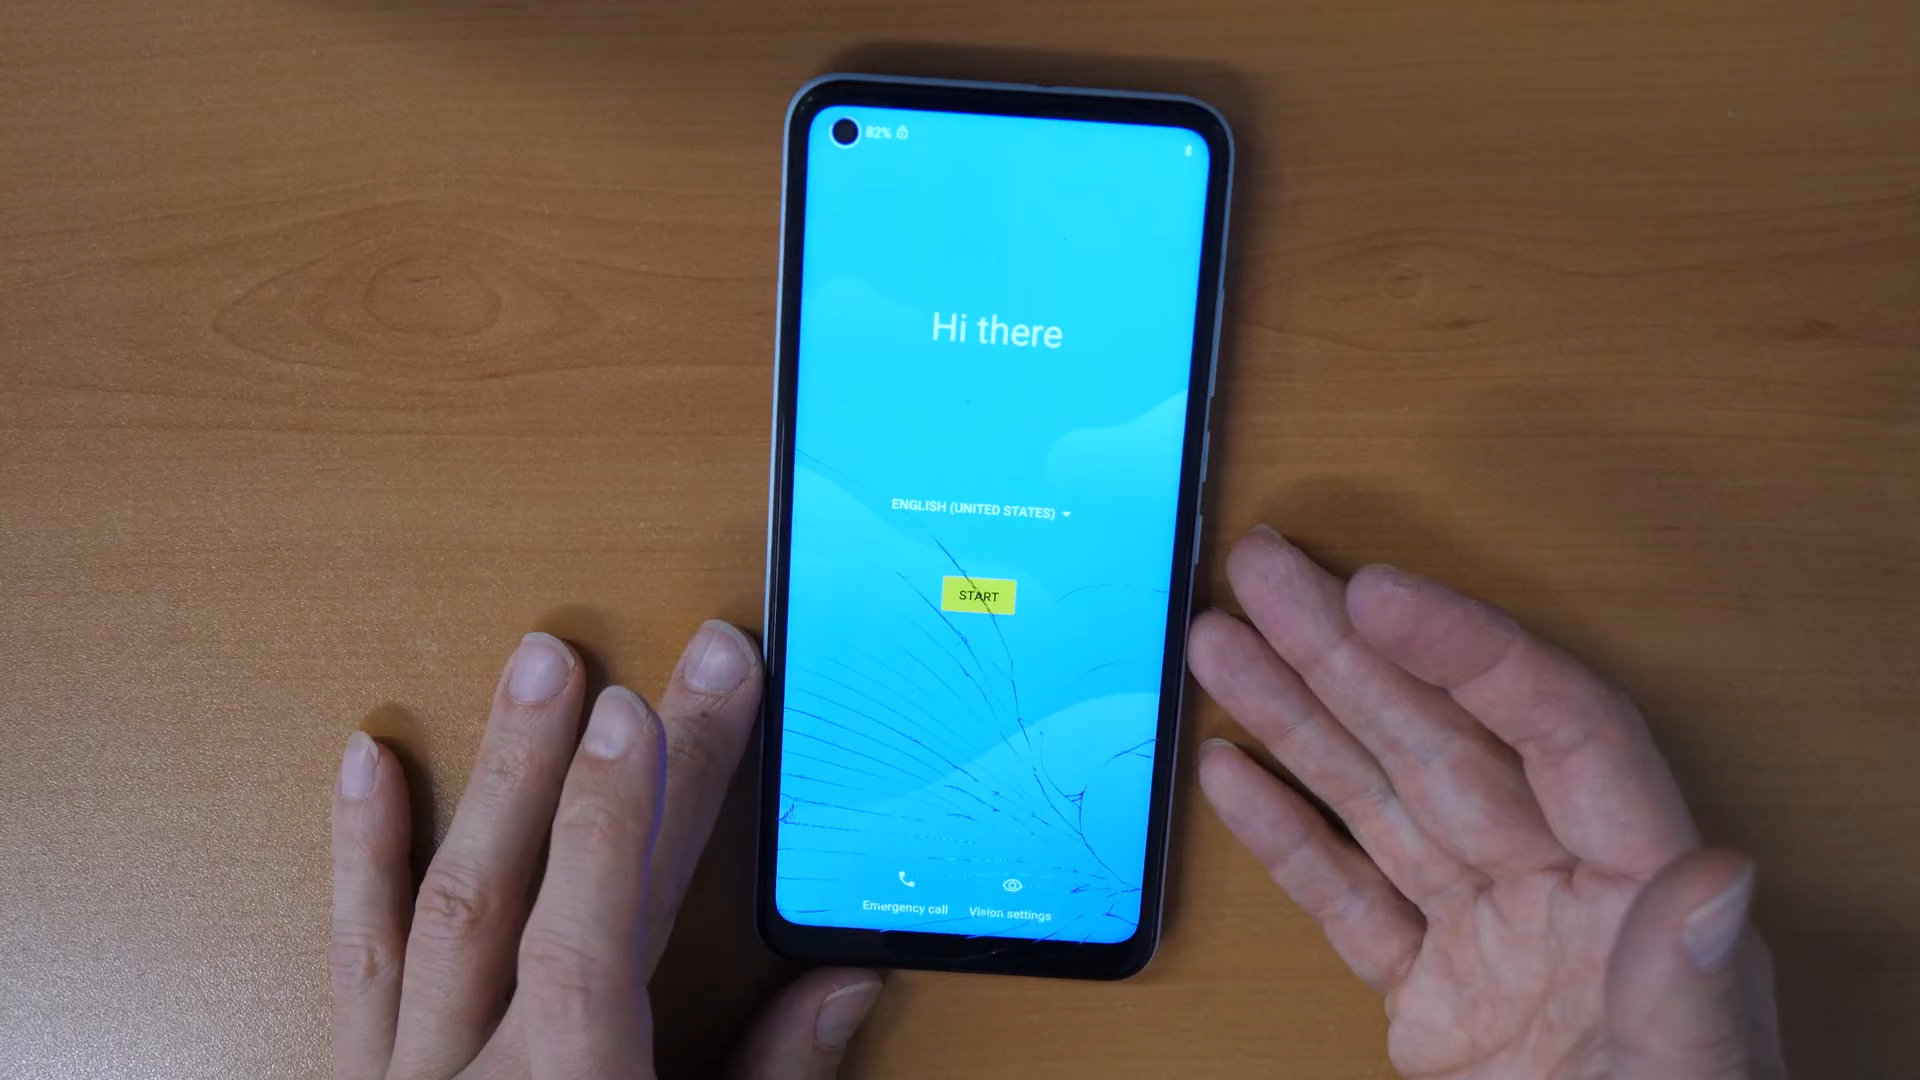 82%
Hi there
ENGLISH (UNITED STATES)
START
Emergency call
Vision settings